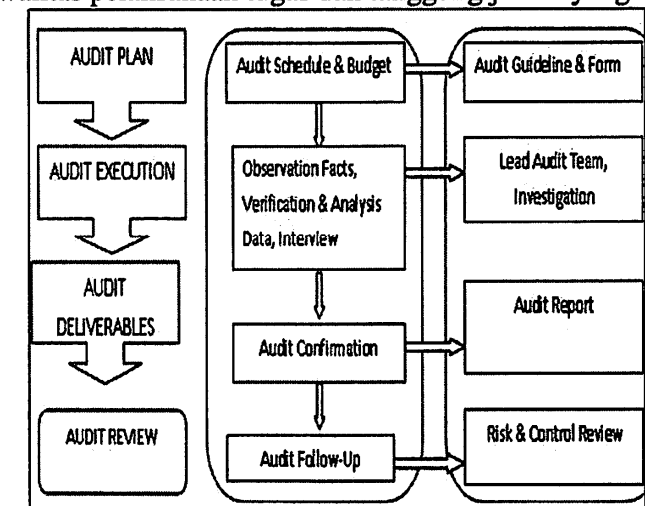 AUDIT PLAN
Audit Schedule & Budget
Audit Guideline & Form
AUDIT EXECUTION
Observation Facts,
Verification & Analysis
Data, Interview
Lead Audit Team,
Investigation
AUDIT
DELIVERABLES
Audit Confirmation
Audit Report
AUDIT REVIEW
Audit Follow-Up
Risk & Control Review